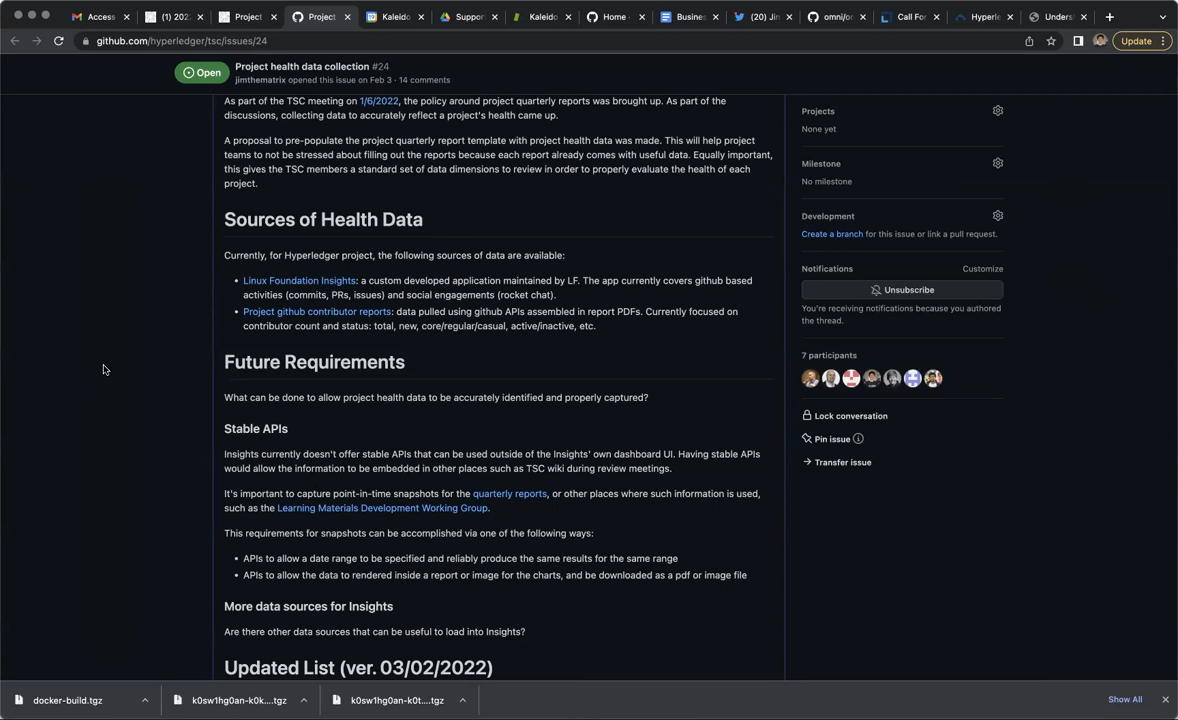 Access
(1) 202
Project
Project
Kaleido
Suppor
Kaleido
Home ·
Busine
(20) Jin
omni/or
Call For
Hyperle
Unders
github.com/hyperledger/tsc/issues/24
Update
Open
Project health data collection #24
jimthematrix opened this issue on Feb 3 · 14 comments
As part of the TSC meeting on 1/6/2022, the policy around project quarterly reports was brought up. As part of the
discussions, collecting data to accurately reflect a project's health came up.
A proposal to pre-populate the project quarterly report template with project health data was made. This will help project
teams to not be stressed about filling out the reports because each report already comes with useful data. Equally important,
this gives the TSC members a standard set of data dimensions to review in order to properly evaluate the health of each
project.
Sources of Health Data
Currently, for Hyperledger project, the following sources of data are available:
• Linux Foundation Insights: a custom developed application maintained by LF. The app currently covers github based
activities (commits, PRs, issues) and social engagements (rocket chat).
• Project github contributor reports: data pulled using github APIs assembled in report PDFs. Currently focused on
contributor count and status: total, new, core/regular/casual, active/inactive, etc.
Future Requirements
What can be done to allow project health data to be accurately identified and properly captured?
Stable APIs
Insights currently doesn't offer stable APIs that can be used outside of the Insights' own dashboard UI. Having stable APIs
would allow the information to be embedded in other places such as TSC wiki during review meetings.
It's important to capture point-in-time snapshots for the quarterly reports, or other places where such information is used,
such as the Learning Materials Development Working Group.
This requirements for snapshots can be accomplished via one of the following ways:
• APIs to allow a date range to be specified and reliably produce the same results for the same range
• APIs to allow the data to rendered inside a report or image for the charts, and be downloaded as a pdf or image file
More data sources for Insights
Are there other data sources that can be useful to load into Insights?
Updated List (ver. 03/02/2022)
Projects
None yet
Milestone
No milestone
Development
Create a branch for this issue or link a pull request.
Notifications
Customize
Unsubscribe
You're receiving notifications because you authored
the thread.
7 participants
Lock conversation
Pin issue
Transfer issue
docker-build.tgz
k0sw1hg0an-k0k....tgz
k0sw1hg0an-k0t....tgz
Show All